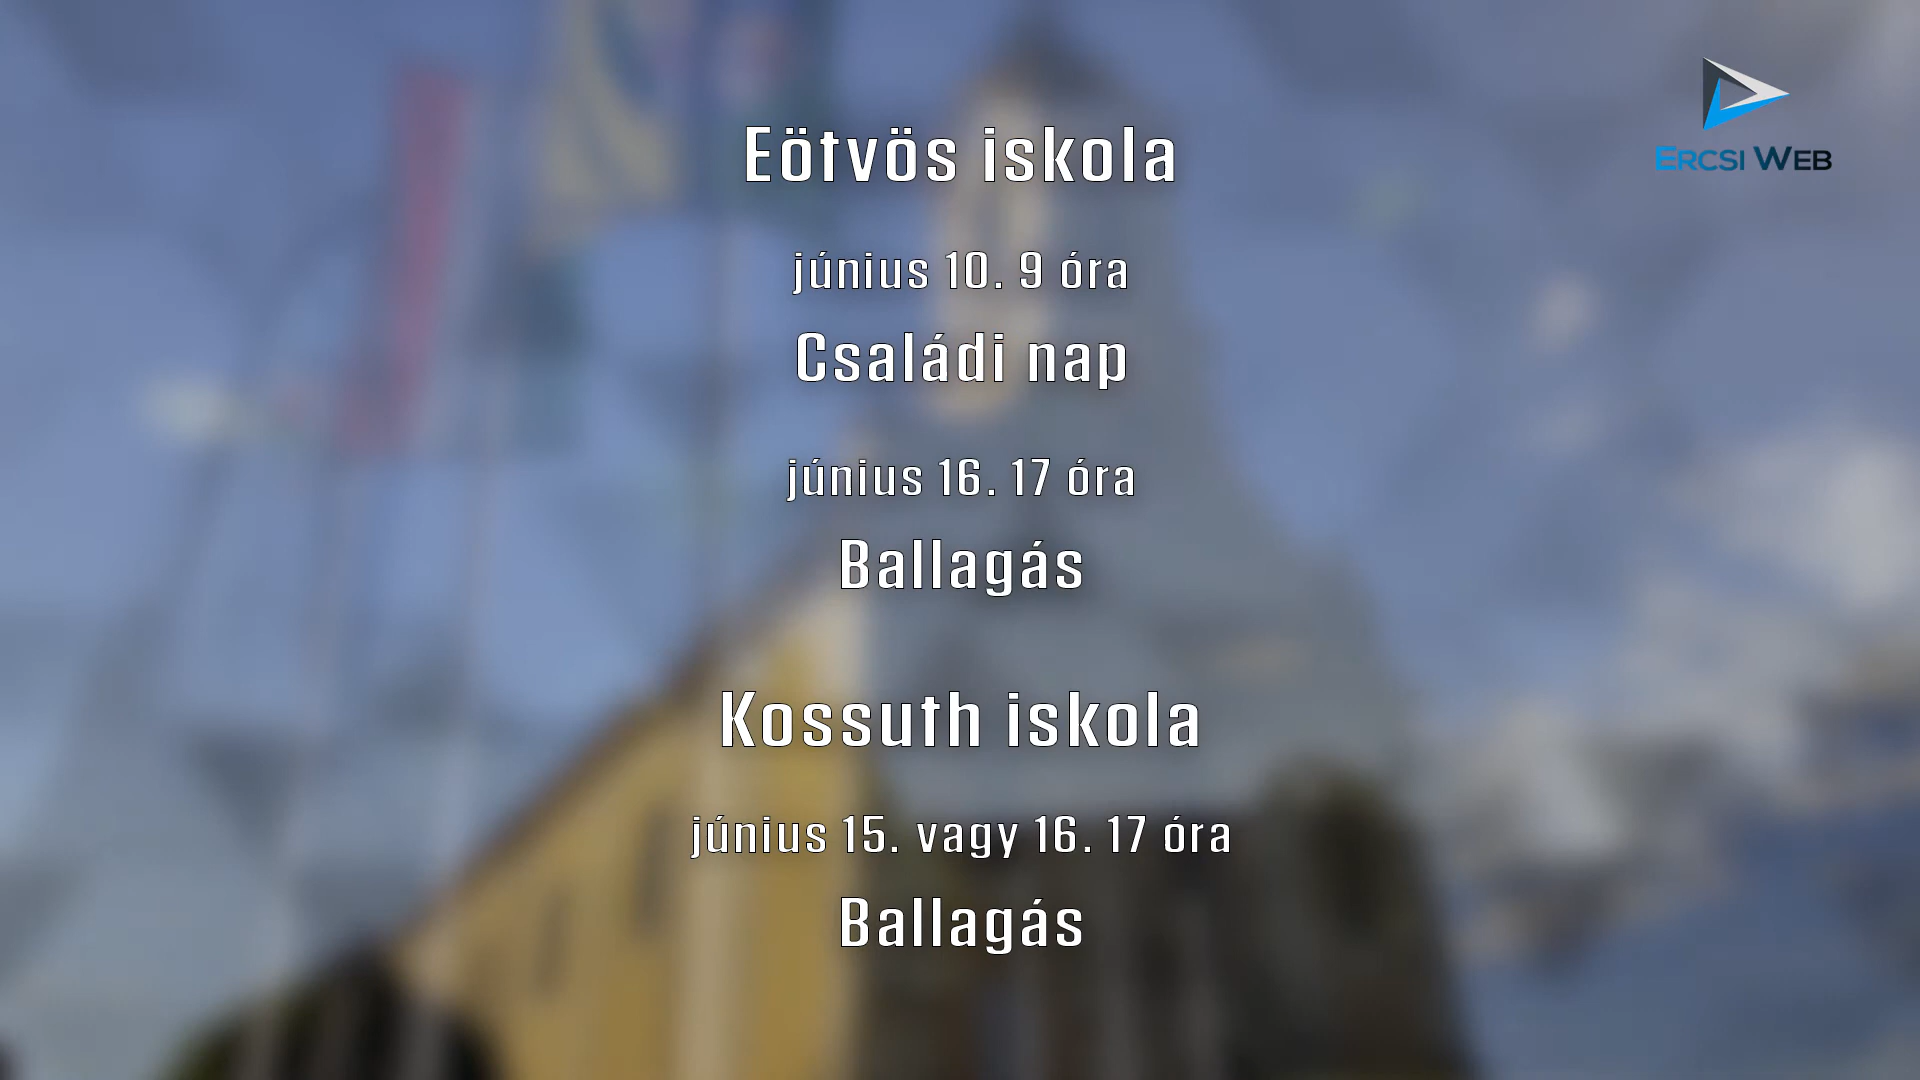 ERCSI WEB
Eötvös iskola
június 10. 9 óra
Családi nap
június 16. 17 óra
Ballagás
Kossuth iskola
június 15. vagy 16. 17 óra
Ballagás